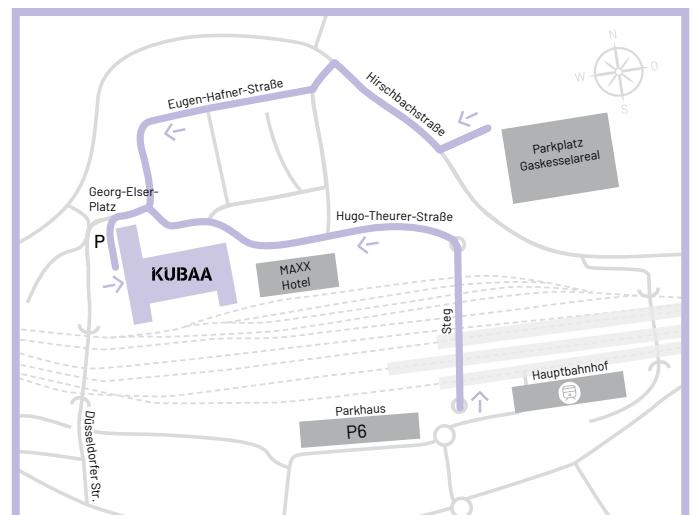 N
W
O
S
Eugen-Hafner-Straße
Hirschbachstraße
Parkplatz
Gaskesselareal
Georg-Elser-
Platz
P
Hugo-Theurer-Straße
KUBAA
MAXX
Hotel
Steg
Hauptbahnhof
Parkhaus
P6
Düsseldorfer Str.